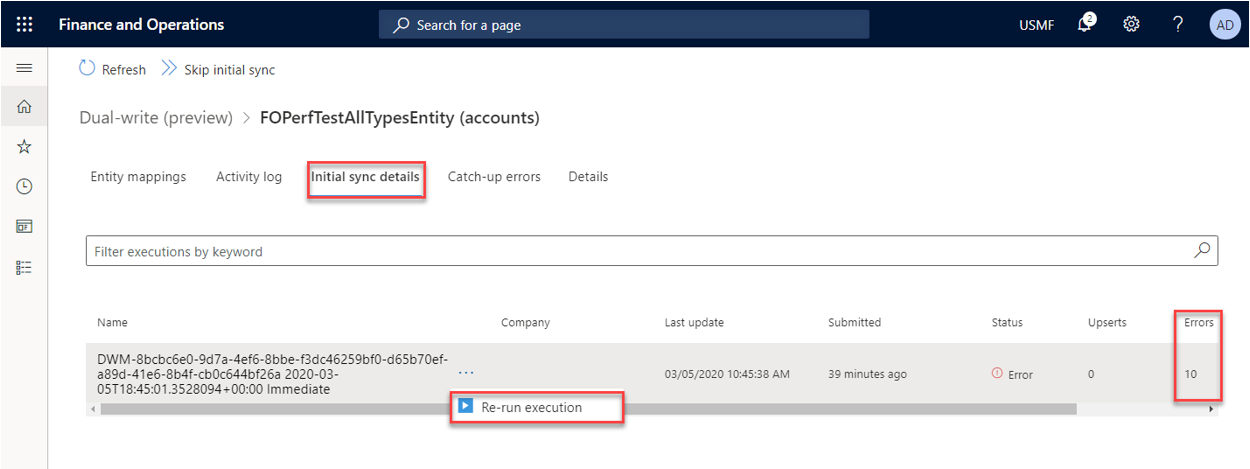 Finance and Operations
Search for a page
USMF
2
?
AD
Refresh
Skip initial sync
Dual-write (preview) > FOPerfTestAllTypesEntity (accounts)
Entity mappings
Activity log
Initial sync details
Catch-up errors
Details
Filter executions by keyword
Name
Company
Last update
Submitted
Status
Upserts
Errors
DWM-8bcbc6e0-9d7a-4ef6-8bbe-f3dc46259bf0-d65b70ef-
a89d-41e6-8b4f-cb0c644bf26a 2020-03-
05T18:45:01.3528094+00:00 Immediate
...
03/05/2020 10:45:38 AM
39 minutes ago
Error
0
10
Re-run execution